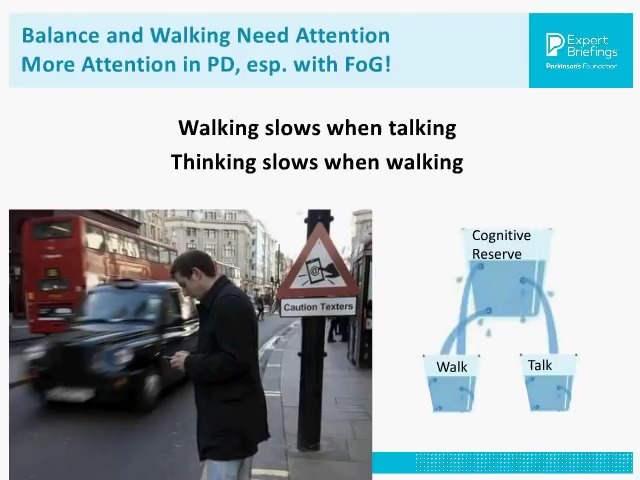 Balance and Walking Need Attention
More Attention in PD, esp. with FoG!
Expert
Briefings
Parkinson's Foundation
Walking slows when talking
Thinking slows when walking
Caution Texters
Cognitive
Reserve
Walk
Talk